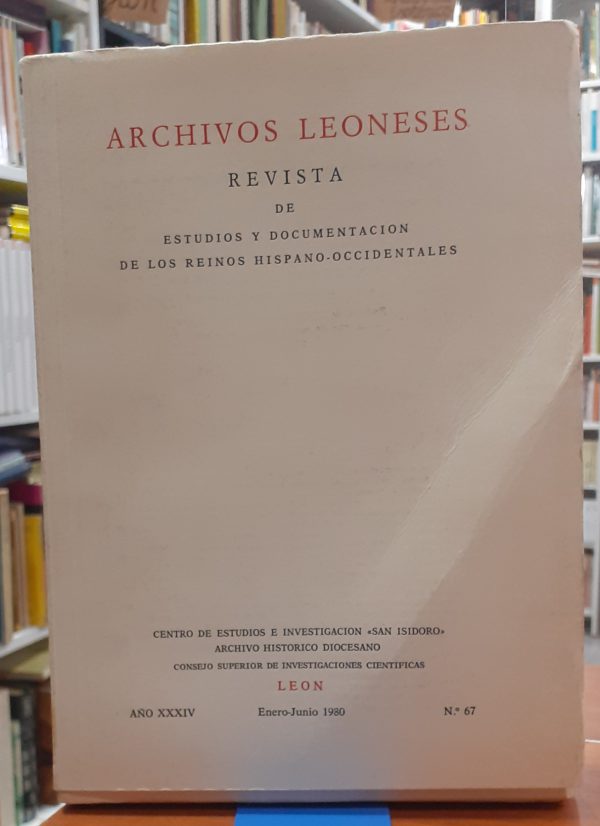 ARCHIVOS LEONESES
REVISTA
DE
ESTUDIOS Y DOCUMENTACION
DE LOS REINOS HISPANO-OCCIDENTALES
CENTRO DE ESTUDIOS E INVESTIGACION «SAN ISIDORO»
ARCHIVO HISTORICO DIOCESANO
CONSEJO SUPERIOR DE INVESTIGACIONES CIENTIFICAS
LEON
AÑO XXXIV Enero-Junio 1980 N.º 67